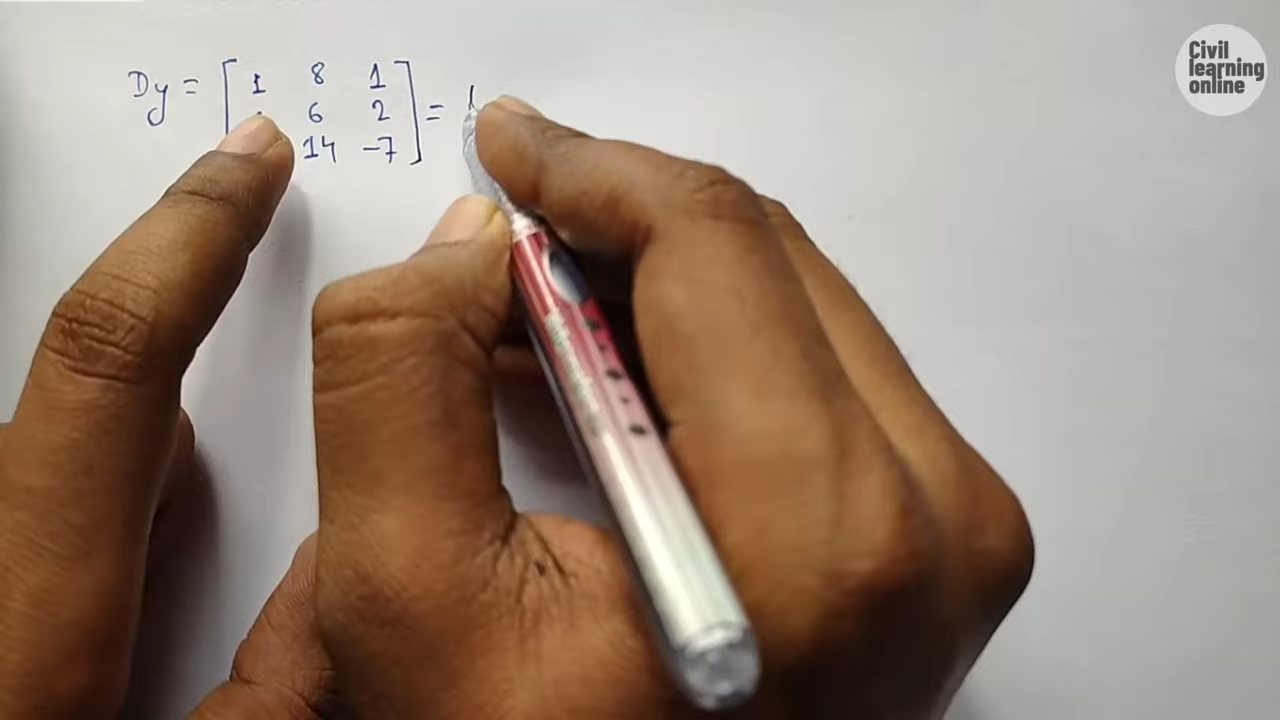 Dy = [ 1 8 1 ] =
6 2
14 -7
Civil
learning
online